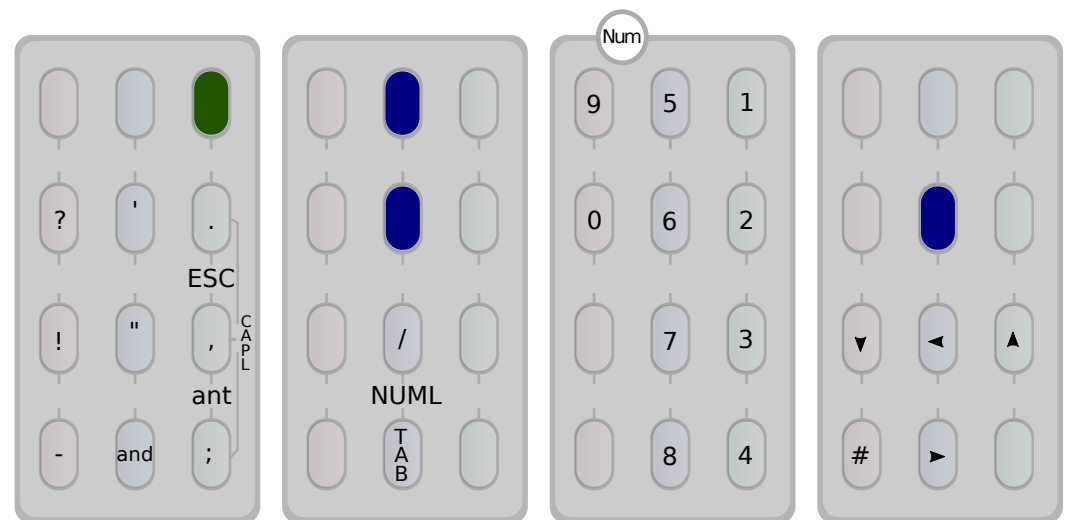 Num
9 5 1
? ' . 0 6 2
ESC
! " , 7 3
/
C
A
P
L
ant
NUML
- and ; 8 4 #
T
A
B